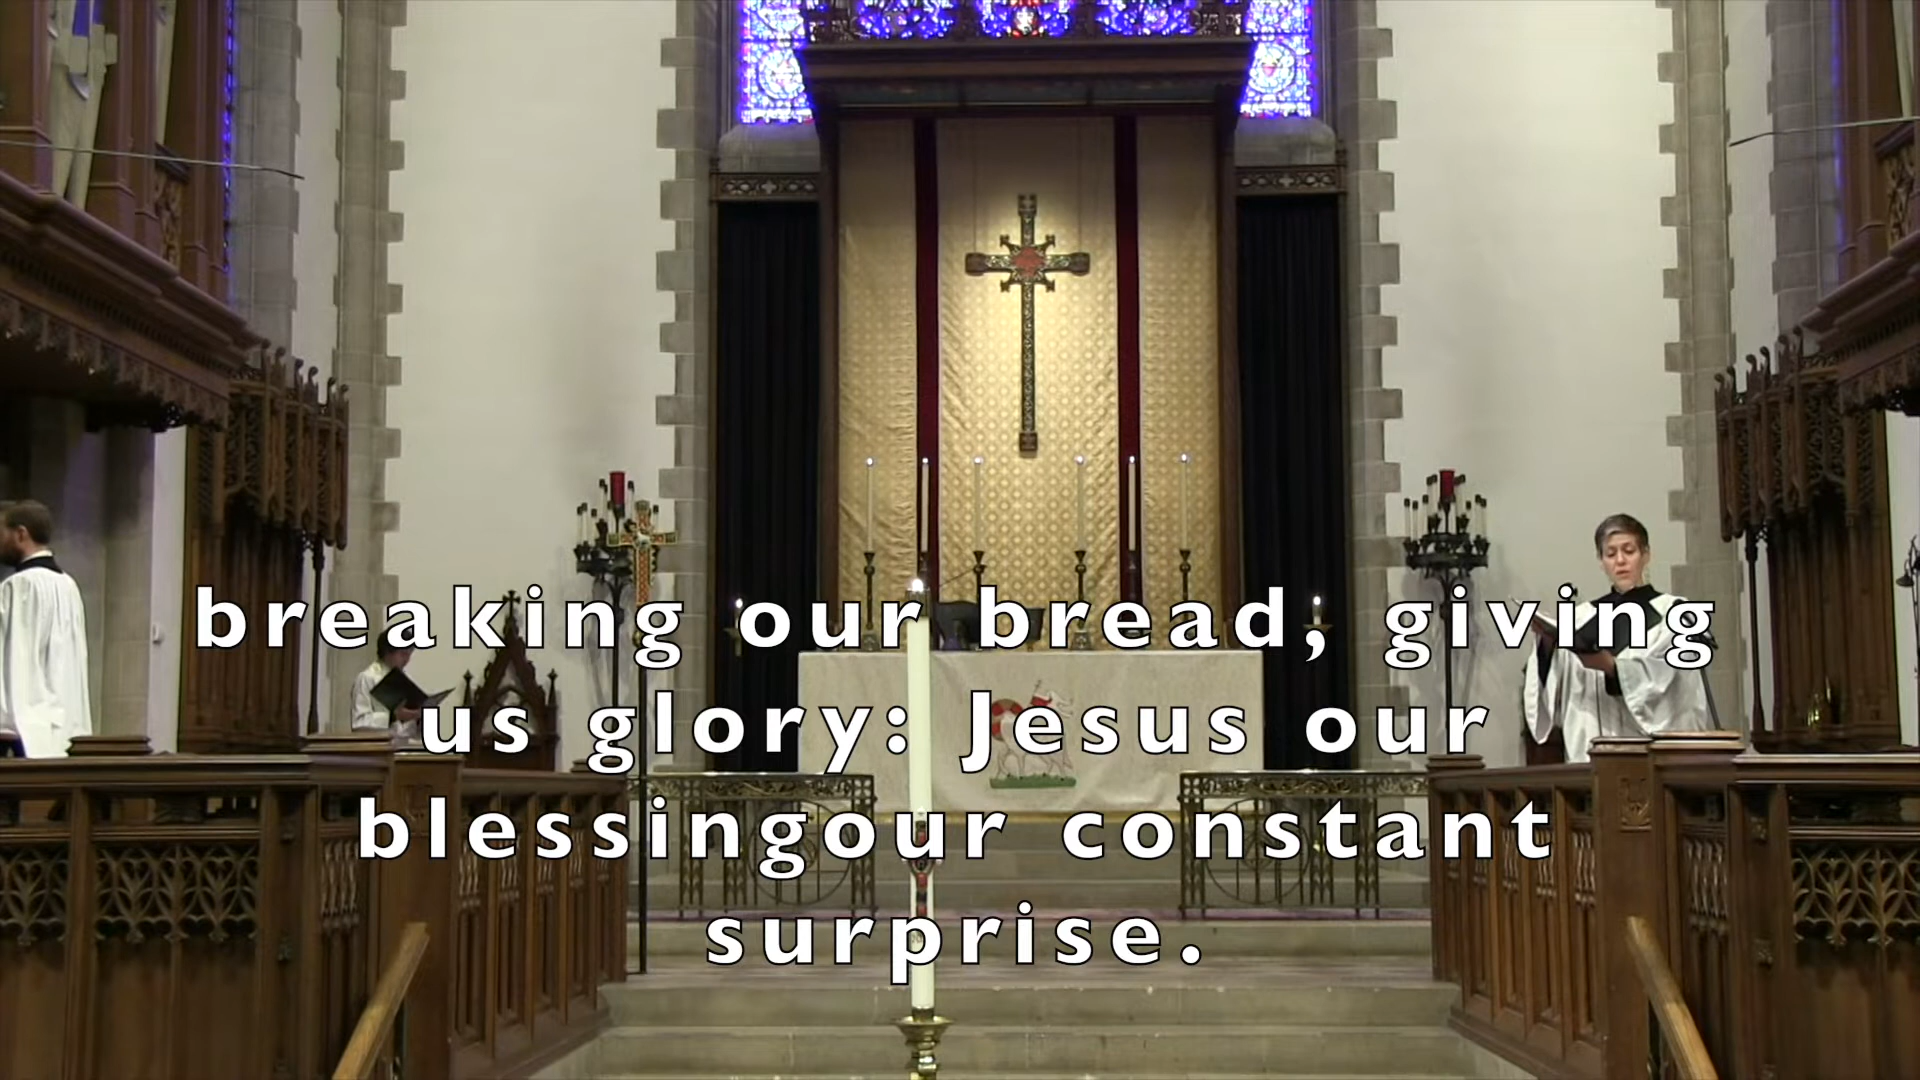 breaking our bread, giving
us glory: Jesus our
blessingour constant
surprise.